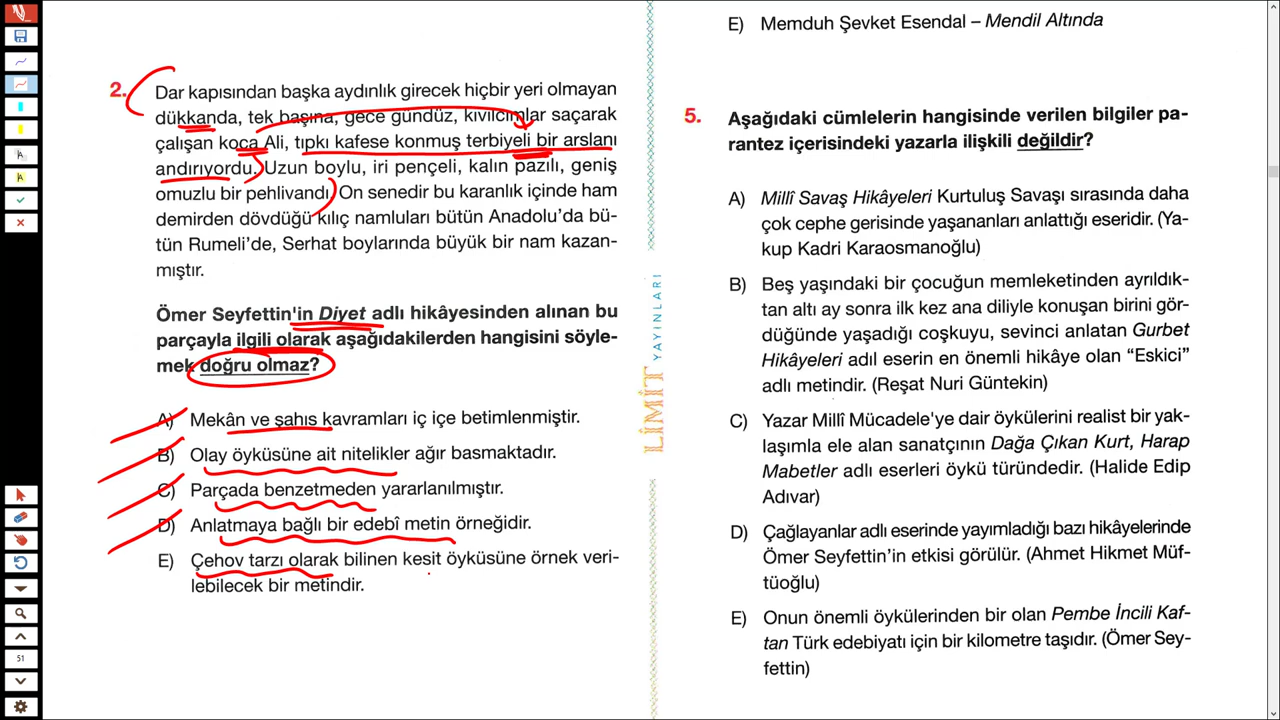 2. Dar kapısından başka aydınlık girecek hiçbir yeri olmayan
dükkanda, tek başına, gece gündüz, kıvılcımlar saçarak
çalışan koca Ali, tıpkı kafese konmuş terbiyeli bir arslanı
andırıyordu. Uzun boylu, iri pençeli, kalın pazılı, geniş
omuzlu bir pehlivandı. On senedir bu karanlık içinde ham
demirden dövdüğü kılıç namluları bütün Anadolu'da bü-
tün Rumeli'de, Serhat boylarında büyük bir nam kazan-
mıştır.
Ömer Seyfettin'in Diyet adlı hikâyesinden alınan bu
parçayla ilgili olarak aşağıdakilerden hangisini söyle-
mek doğru olmaz?
A) Mekân ve şahıs kavramları iç içe betimlenmiştir.
B) Olay öyküsüne ait nitelikler ağır basmaktadır.
C) Parçada benzetmeden yararlanılmıştır.
D) Anlatmaya bağlı bir edebî metin örneğidir.
E) Çehov tarzı olarak bilinen kesit öyküsüne örnek veri-
lebilecek bir metindir.
LİMİT YAYINLARI
E) Memduh Şevket Esendal – Mendil Altında
5. Aşağıdaki cümlelerin hangisinde verilen bilgiler pa-
rantez içerisindeki yazarla ilişkili değildir?
A) Millî Savaş Hikâyeleri Kurtuluş Savaşı sırasında daha
çok cephe gerisinde yaşananları anlattığı eseridir. (Ya-
kup Kadri Karaosmanoğlu)
B) Beş yaşındaki bir çocuğun memleketinden ayrıldık-
tan altı ay sonra ilk kez ana diliyle konuşan birini gör-
düğünde yaşadığı coşkuyu, sevinci anlatan Gurbet
Hikâyeleri adıl eserin en önemli hikâye olan “Eskici”
adlı metindir. (Reşat Nuri Güntekin)
C) Yazar Millî Mücadele'ye dair öykülerini realist bir yak-
laşımla ele alan sanatçının Dağa Çıkan Kurt, Harap
Mabetler adlı eserleri öykü türündedir. (Halide Edip
Adıvar)
D) Çağlayanlar adlı eserinde yayımladığı bazı hikâyelerinde
Ömer Seyfettin'in etkisi görülür. (Ahmet Hikmet Müf-
tüoğlu)
E) Onun önemli öykülerinden bir olan Pembe İncili Kaf-
tan Türk edebiyatı için bir kilometre taşıdır. (Ömer Sey-
fettin)
51